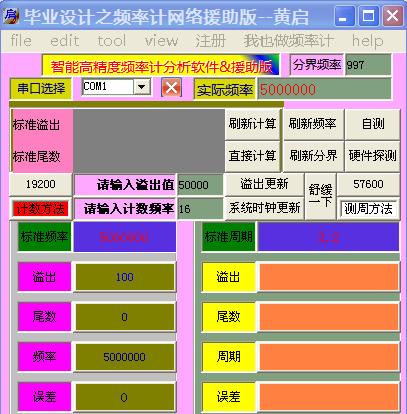 毕业设计之频率计网络援助版--黄启
file edit tool view 注册 我也做频率计 help
智能高精度频率计分析软件&援助版 分界频率 997
串口选择 COM1 实际频率 5000000
标准溢出 刷新计算 刷新频率 自测
标准尾数 直接计算 刷新分界 硬件探测
19200 请输入溢出值 50000 溢出更新 舒缓一下 57600
计数方法 请输入计数频率 16 系统时钟更新 测周方法
标准频率 5000000 标准周期
溢出 100 溢出
尾数 0 尾数
频率 5000000 周期
误差 0 误差